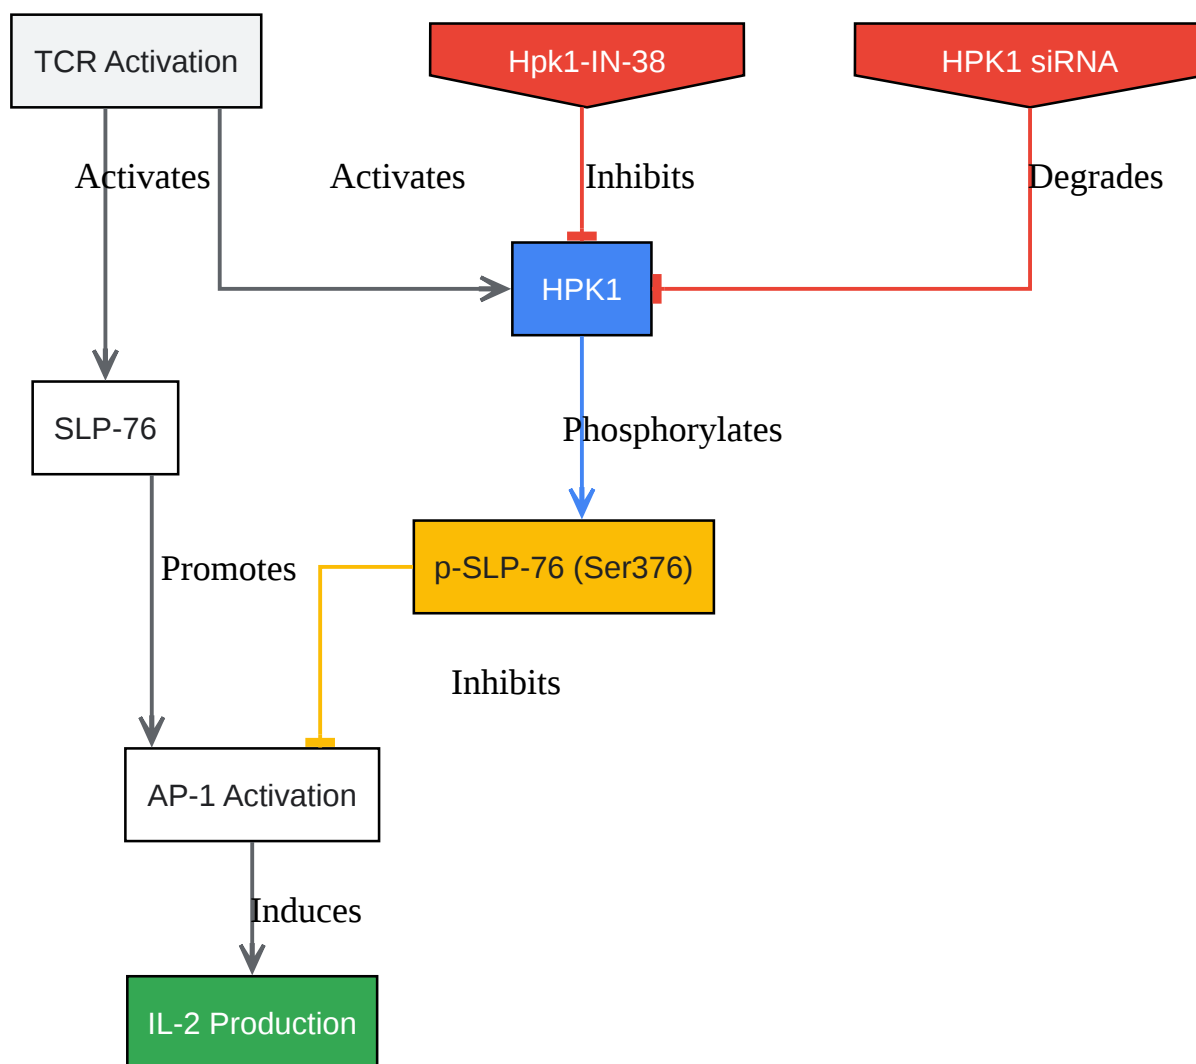 TCR Activation
Hpk1-IN-38
HPK1 siRNA
Activates
Activates
Inhibits
Degrades
HPK1
SLP-76
Phosphorylates
Promotes
p-SLP-76 (Ser376)
Inhibits
AP-1 Activation
Induces
IL-2 Production